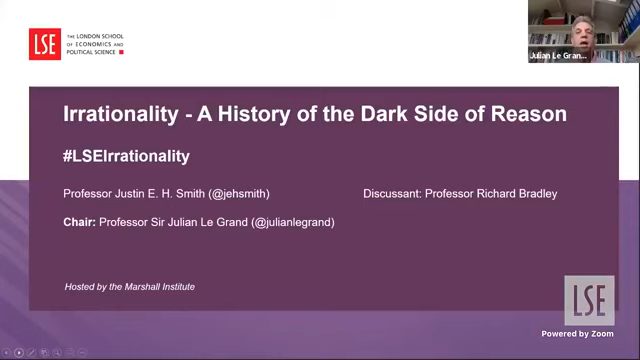 LSE
THE LONDON SCHOOL
OF ECONOMICS AND
POLITICAL SCIENCE
Julian Le Gran...
Irrationality - A History of the Dark Side of Reason
#LSEIrrationality
Professor Justin E. H. Smith (@jehsmith)
Discussant: Professor Richard Bradley
Chair: Professor Sir Julian Le Grand (@julianlegrand)
Hosted by the Marshall Institute
LSE
Powered by Zoom